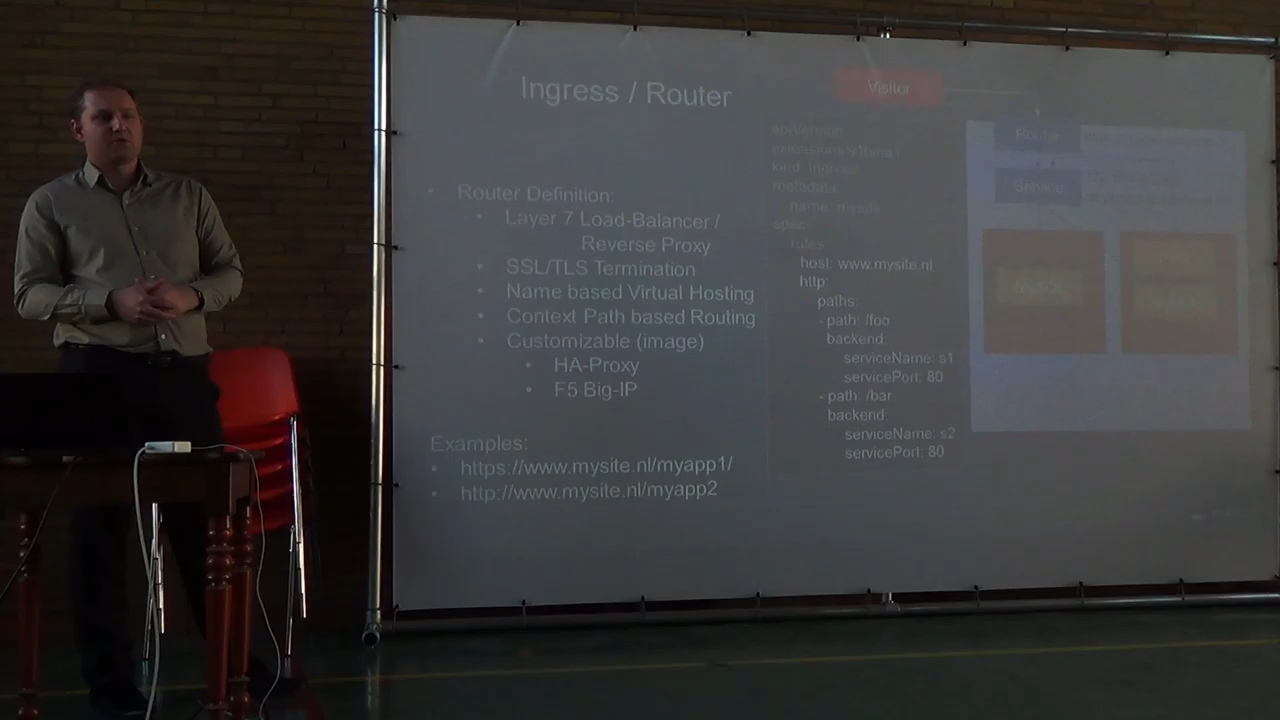 Ingress / Router
Router Definition:
Layer 7 Load-Balancer /
Reverse Proxy
SSL/TLS Termination
Name based Virtual Hosting
Context Path based Routing
Customizable (image)
HA-Proxy
F5 Big-IP
Examples:
https://www.mysite.nl/myapp1/
http://www.mysite.nl/myapp2
apiVersion:
kind: Ingress
metadata:
name: mysite
spec:
rules:
host: www.mysite.nl
http:
paths:
- path: /foo
backend:
serviceName: s1
servicePort: 80
- path: /bar
backend:
serviceName: s2
servicePort: 80
Visitor
Router
Service
MySQL